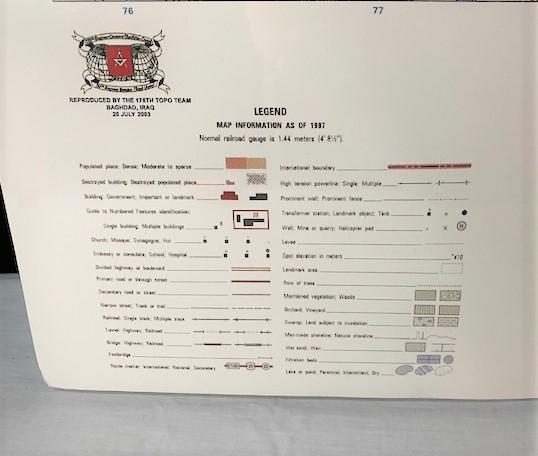 76
77
REPRODUCED BY THE 175TH TOPO TEAM
BAGHDAD, IRAQ
20 JULY 2003
LEGEND
MAP INFORMATION AS OF 1997
Normal railroad gauge is 1.44 meters (4' 8½").
Populated place: Dense; Moderate to sparse
Destroyed building; Destroyed populated place
Building: Government; Important or landmark
Guide to Numbered Features identification:
23
Single building; Multiple buildings
Church; Mosque; Synagogue; Hut
Embassy or consulate; School; Hospital
Divided highway or boulevard
Primary road or through street
Secondary road or street
Narrow street; Track or trail
Railroad: Single track; Multiple track
Tunnel: Highway; Railroad
Bridge: Highway; Railroad
Footbridge
Route marker: International; National; Secondary
International boundary
High tension powerline: Single; Multiple
Prominent wall; Prominent fence
Transformer station; Landmark object; Tank
Well; Mine or quarry; Helicopter pad
H
Levee
Spot elevation in meters
Landmark area
Row of trees
Maintained vegetation; Woods
Orchard; Vineyard
Swamp; Land subject to inundation
Man-made shoreline; Natural shoreline
Wet sand; Weir
Filtration beds
Lake or pond: Perennial; Intermittent; Dry